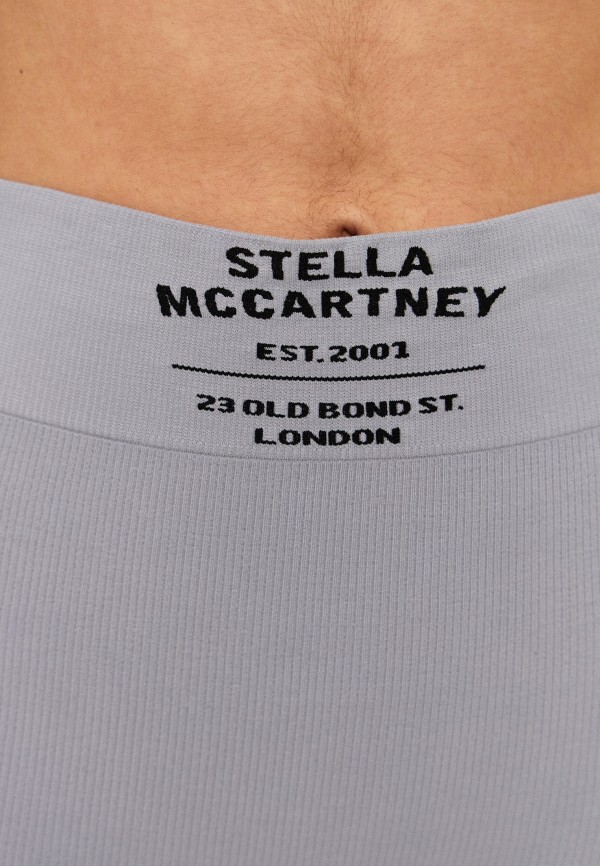 STELLA
MCCARTNEY
EST.2001
23 OLD BOND ST.
LONDON